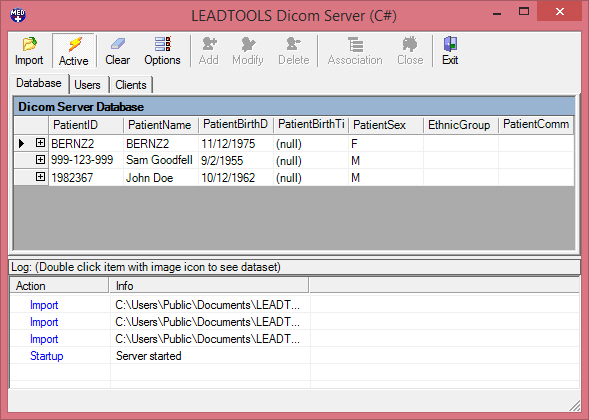 MED
LEADTOOLS Dicom Server (C#)
Import Active Clear Options Add Modify Delete Association Close Exit
Database Users Clients
Dicom Server Database
PatientID PatientName PatientBirthD PatientBirthTi PatientSex EthnicGroup PatientComm
BERNZ2 BERNZ2 11/12/1975 (null) F
999-123-999 Sam Goodfell 9/2/1955 (null) M
1982367 John Doe 10/12/1962 (null) M
Log: (Double click item with image icon to see dataset)
Action Info
Import C:\Users\Public\Documents\LEADT...
Import C:\Users\Public\Documents\LEADT...
Import C:\Users\Public\Documents\LEADT...
Startup Server started